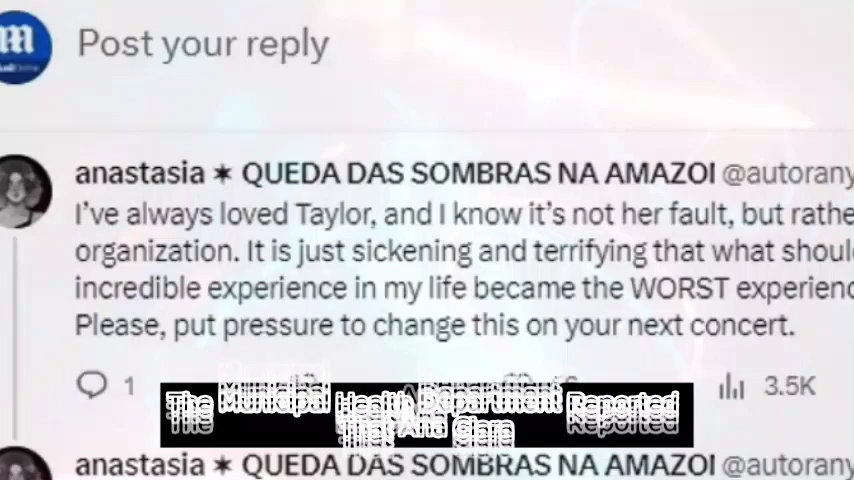 Post your reply
anastasia ✶ QUEDA DAS SOMBRAS NA AMAZOI @autorany
I've always loved Taylor, and I know it's not her fault, but rathe
organization. It is just sickening and terrifying that what shoul
incredible experience in my life became the WORST experienc
Please, put pressure to change this on your next concert.
1 3.5K
The Municipal Health Department Reported
That Ana Clara
anastasia ✶ QUEDA DAS SOMBRAS NA AMAZOI @autorany